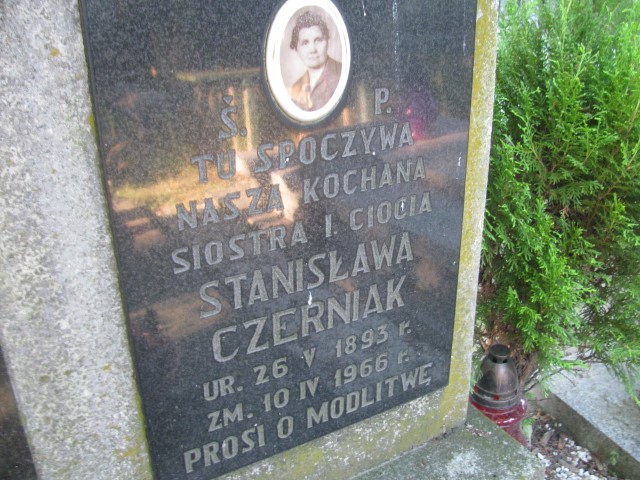 Ś. P.
TU SPOCZYWA
NASZA KOCHANA
SIOSTRA I. CIOCIA
STANISŁAWA
CZERNIAK
UR. 26 V 1893 r.
ZM. 10 IV 1966 r.
PROSI O MODLITWĘ